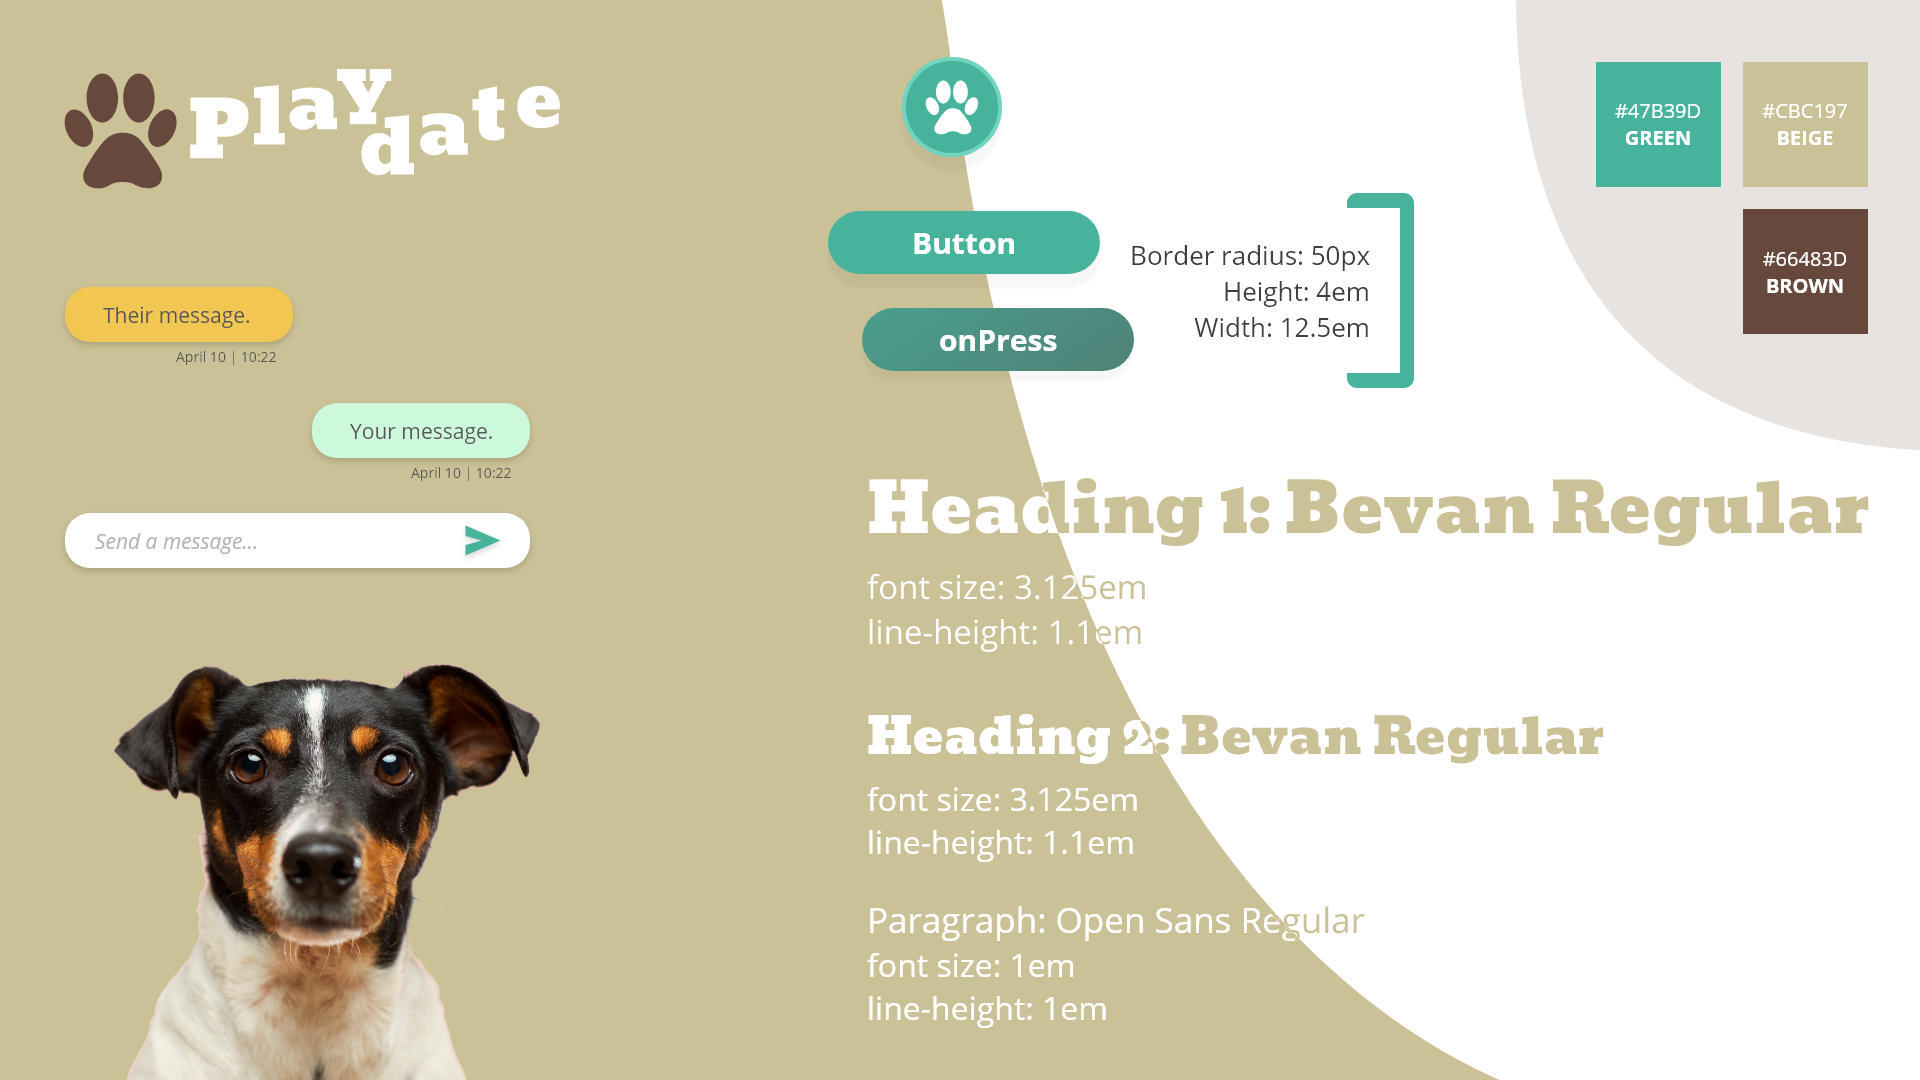 Playdate
Their message.
April 10 | 10:22
Your message.
April 10 | 10:22
Send a message...
Button
onPress
Border radius: 50px
Height: 4em
Width: 12.5em
#47B39D
GREEN
#CBC197
BEIGE
#66483D
BROWN
Heading 1: Bevan Regular
font size: 3.125em
line-height: 1.1em
Heading 2: Bevan Regular
font size: 3.125em
line-height: 1.1em
Paragraph: Open Sans Regular
font size: 1em
line-height: 1em